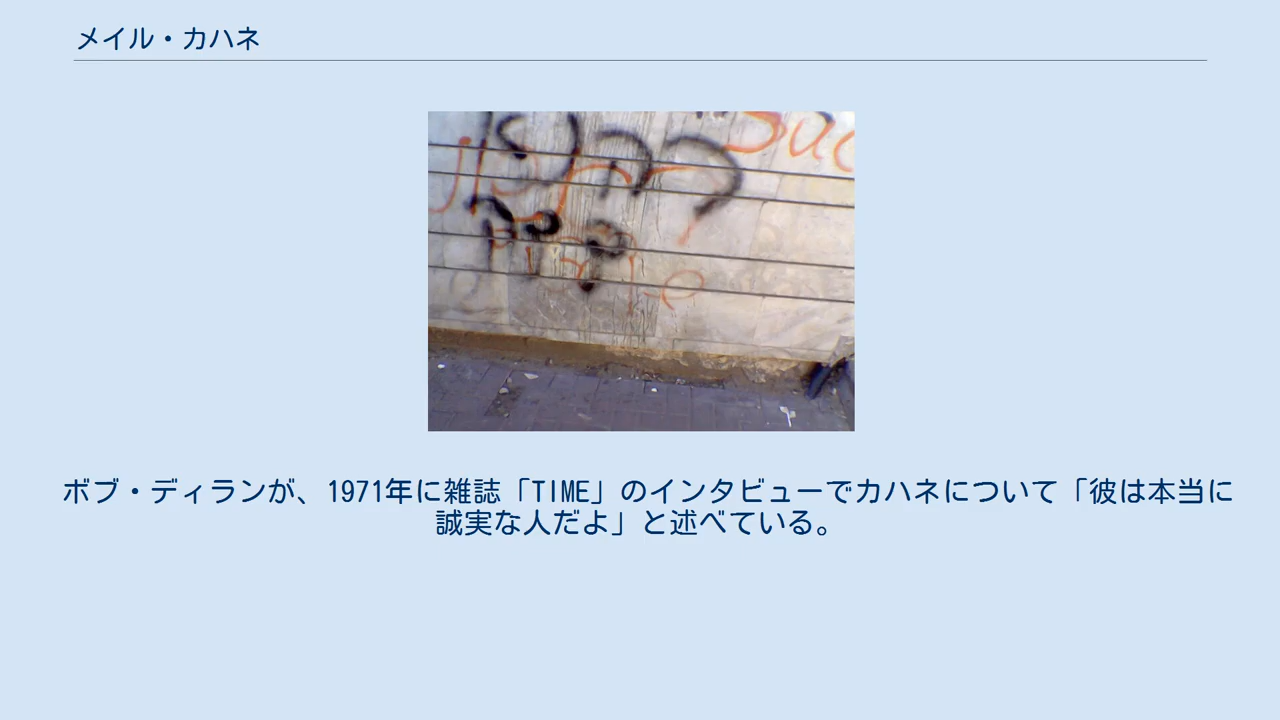 メイル・カハネ
ボブ・ディランが、1971年に雑誌「TIME」のインタビューでカハネについて「彼は本当に
誠実な人だよ」と述べている。